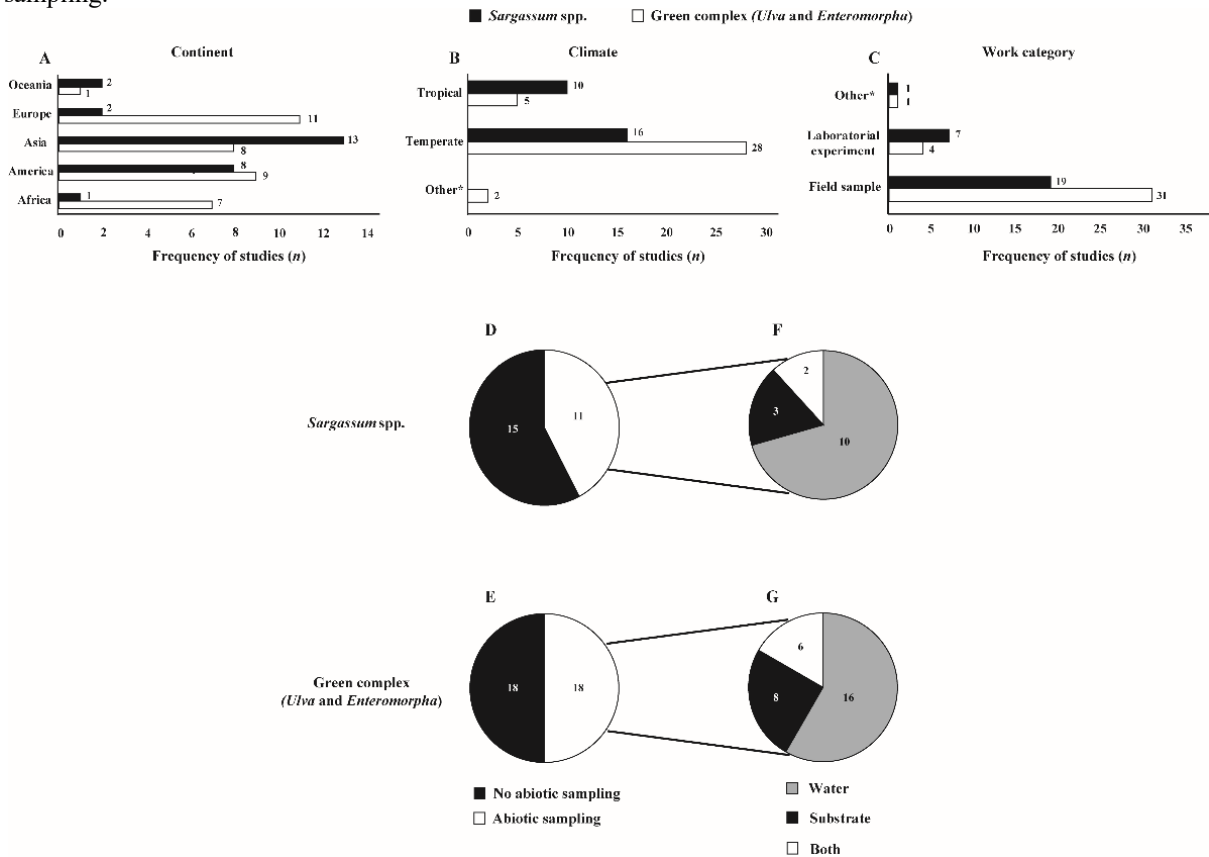 sampling.
Sargassum spp.
Green complex (Ulva and Enteromorpha)
A
Continent
Oceania
2
1
Europe
2
11
Asia
13
8
America
8
9
Africa
1
7
0 2 4 6 8 10 12 14
Frequency of studies (n)
B
Climate
Tropical
10
5
Temperate
16
28
Other*
2
0 5 10 15 20 25 30
Frequency of studies (n)
C
Work category
Other*
1
1
Laboratorial
experiment
7
4
Field sample
19
31
0 5 10 15 20 25 30 35
Frequency of studies (n)
D
F
Sargassum spp.
15
11
2
3
10
E
G
Green complex
(Ulva and Enteromorpha)
18
18
6
8
16
No abiotic sampling
Abiotic sampling
Water
Substrate
Both